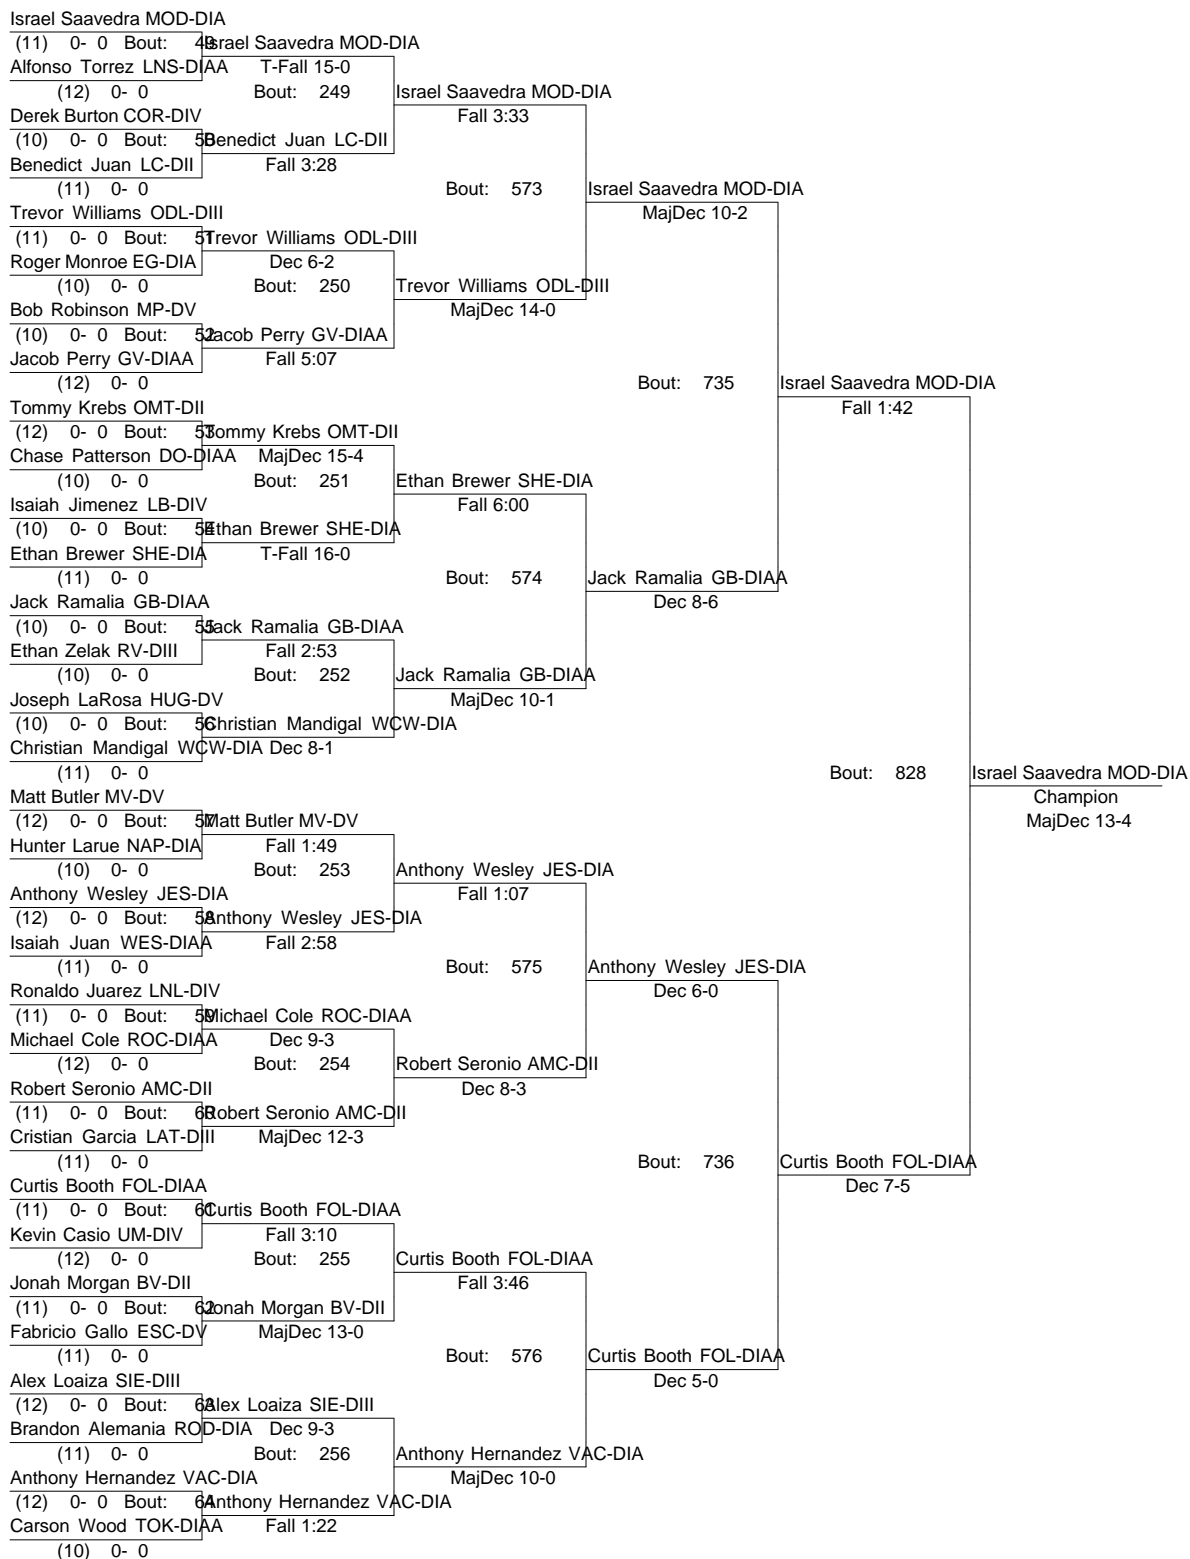 Israel Saavedra MOD-DIA
(11) 0- 0 Bout: 49 Israel Saavedra MOD-DIA
Alfonso Torrez LNS-DIAA T-Fall 15-0
(12) 0- 0 Bout: 249 Israel Saavedra MOD-DIA
Derek Burton COR-DIV Fall 3:33
(10) 0- 0 Bout: 50 Benedict Juan LC-DII
Benedict Juan LC-DII Fall 3:28
(11) 0- 0 Bout: 573 Israel Saavedra MOD-DIA
Trevor Williams ODL-DIII MajDec 10-2
(11) 0- 0 Bout: 51 Trevor Williams ODL-DIII
Roger Monroe EG-DIA Dec 6-2
(10) 0- 0 Bout: 250 Trevor Williams ODL-DIII
Bob Robinson MP-DV MajDec 14-0
(10) 0- 0 Bout: 52 Jacob Perry GV-DIAA
Jacob Perry GV-DIAA Fall 5:07
(12) 0- 0 Bout: 735 Israel Saavedra MOD-DIA
Tommy Krebs OMT-DII Fall 1:42
(12) 0- 0 Bout: 53 Tommy Krebs OMT-DII
Chase Patterson DO-DIAA MajDec 15-4
(10) 0- 0 Bout: 251 Ethan Brewer SHE-DIA
Isaiah Jimenez LB-DIV Fall 6:00
(10) 0- 0 Bout: 54 Ethan Brewer SHE-DIA
Ethan Brewer SHE-DIA T-Fall 16-0
(11) 0- 0 Bout: 574 Jack Ramalia GB-DIAA
Jack Ramalia GB-DIAA Dec 8-6
(10) 0- 0 Bout: 55 Jack Ramalia GB-DIAA
Ethan Zelak RV-DIII Fall 2:53
(10) 0- 0 Bout: 252 Jack Ramalia GB-DIAA
Joseph LaRosa HUG-DV MajDec 10-1
(10) 0- 0 Bout: 56 Christian Mandigal WCW-DIA
Christian Mandigal WCW-DIA Dec 8-1
(11) 0- 0 Bout: 828 Israel Saavedra MOD-DIA
Matt Butler MV-DV Champion
(12) 0- 0 Bout: 57 Matt Butler MV-DV MajDec 13-4
Hunter Larue NAP-DIA Fall 1:49
(10) 0- 0 Bout: 253 Anthony Wesley JES-DIA
Anthony Wesley JES-DIA Fall 1:07
(12) 0- 0 Bout: 58 Anthony Wesley JES-DIA
Isaiah Juan WES-DIAA Fall 2:58
(11) 0- 0 Bout: 575 Anthony Wesley JES-DIA
Ronaldo Juarez LNL-DIV Dec 6-0
(11) 0- 0 Bout: 59 Michael Cole ROC-DIAA
Michael Cole ROC-DIAA Dec 9-3
(12) 0- 0 Bout: 254 Robert Seronio AMC-DII
Robert Seronio AMC-DII Dec 8-3
(11) 0- 0 Bout: 60 Robert Seronio AMC-DII
Cristian Garcia LAT-DIII MajDec 12-3
(11) 0- 0 Bout: 736 Curtis Booth FOL-DIAA
Curtis Booth FOL-DIAA Dec 7-5
(11) 0- 0 Bout: 61 Curtis Booth FOL-DIAA
Kevin Casio UM-DIV Fall 3:10
(12) 0- 0 Bout: 255 Curtis Booth FOL-DIAA
Jonah Morgan BV-DII Fall 3:46
(11) 0- 0 Bout: 62 Jonah Morgan BV-DII
Fabricio Gallo ESC-DV MajDec 13-0
(11) 0- 0 Bout: 576 Curtis Booth FOL-DIAA
Alex Loaiza SIE-DIII Dec 5-0
(12) 0- 0 Bout: 63 Alex Loaiza SIE-DIII
Brandon Alemania ROD-DIA Dec 9-3
(11) 0- 0 Bout: 256 Anthony Hernandez VAC-DIA
Anthony Hernandez VAC-DIA MajDec 10-0
(12) 0- 0 Bout: 64 Anthony Hernandez VAC-DIA
Carson Wood TOK-DIAA Fall 1:22
(10) 0- 0